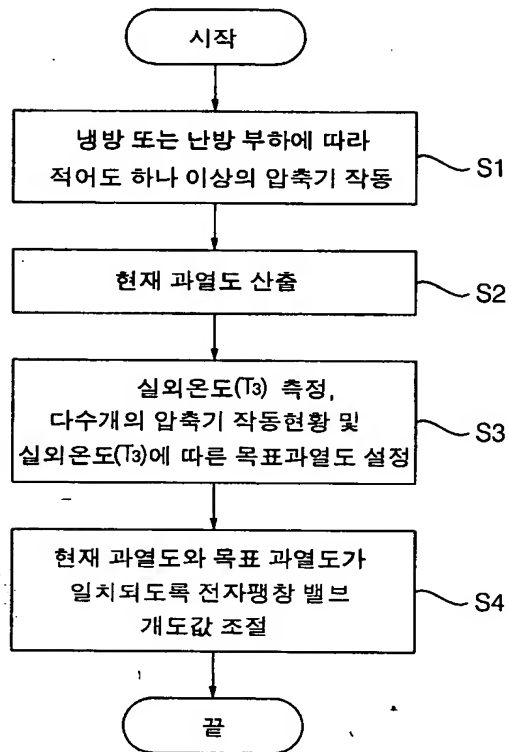 시작
냉방 또는 난방 부하에 따라
적어도 하나 이상의 압축기 작동
S1
현재 과열도 산출
S2
실외온도(T3) 측정,
다수개의 압축기 작동현황 및
실외온도(T3)에 따른 목표과열도 설정
S3
현재 과열도와 목표 과열도가
일치되도록 전자팽창 밸브
개도값 조절
S4
끝